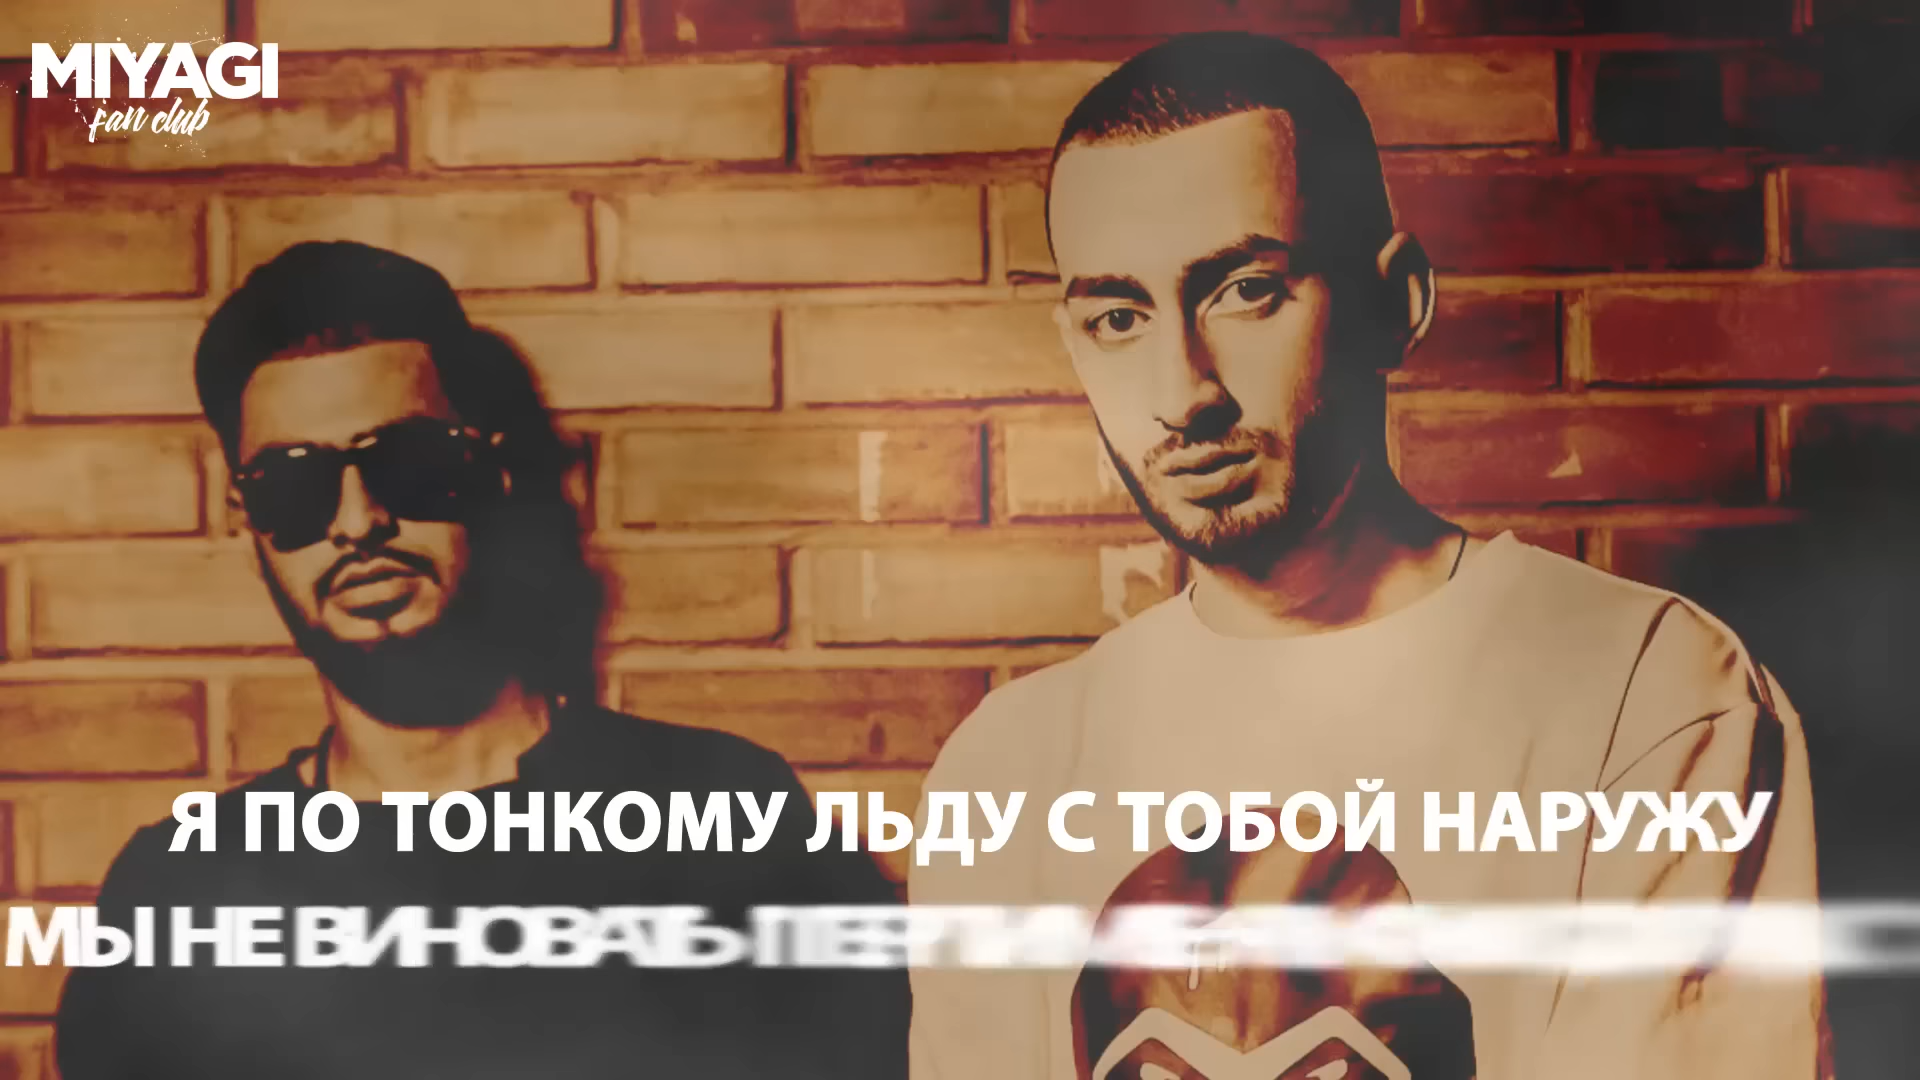 MIYAGI
fan club
Я ПО ТОНКОМУ ЛЬДУ С ТОБОЙ НАРУЖУ
МЫ НЕ ВИНОВАТЫ